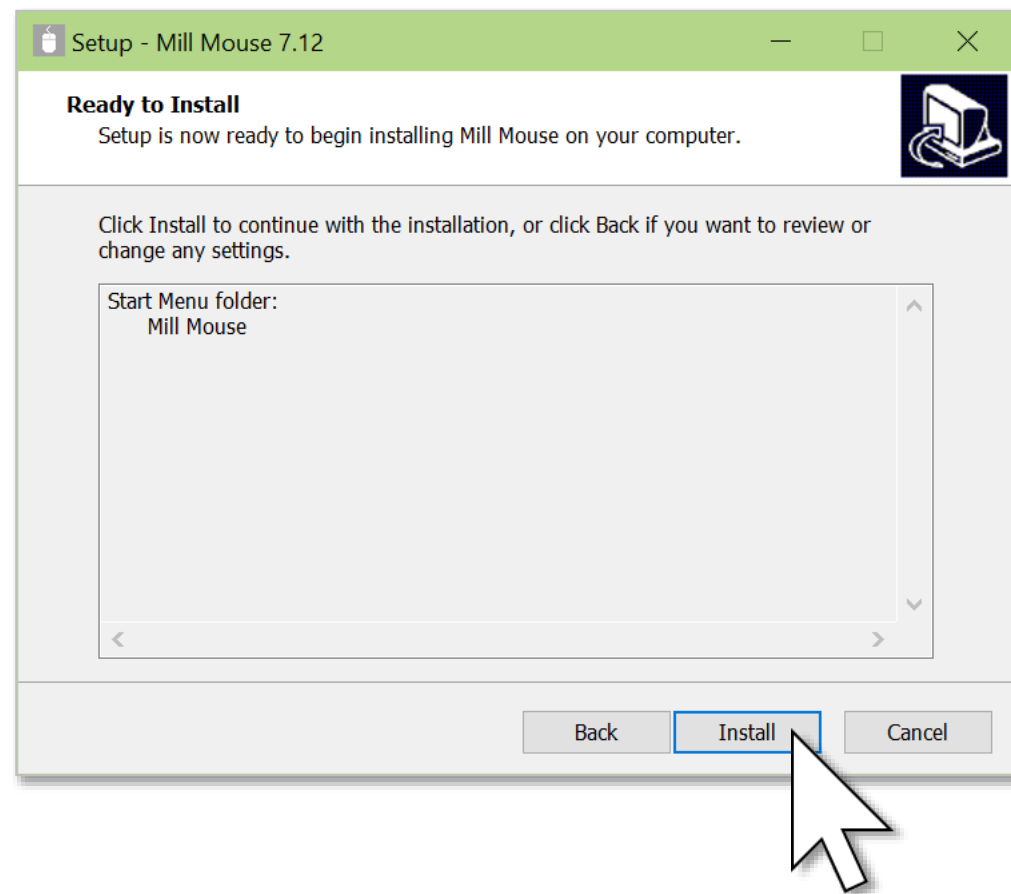 Setup - Mill Mouse 7.12
Ready to Install
Setup is now ready to begin installing Mill Mouse on your computer.
Click Install to continue with the installation, or click Back if you want to review or
change any settings.
Start Menu folder:
Mill Mouse
Back Install Cancel